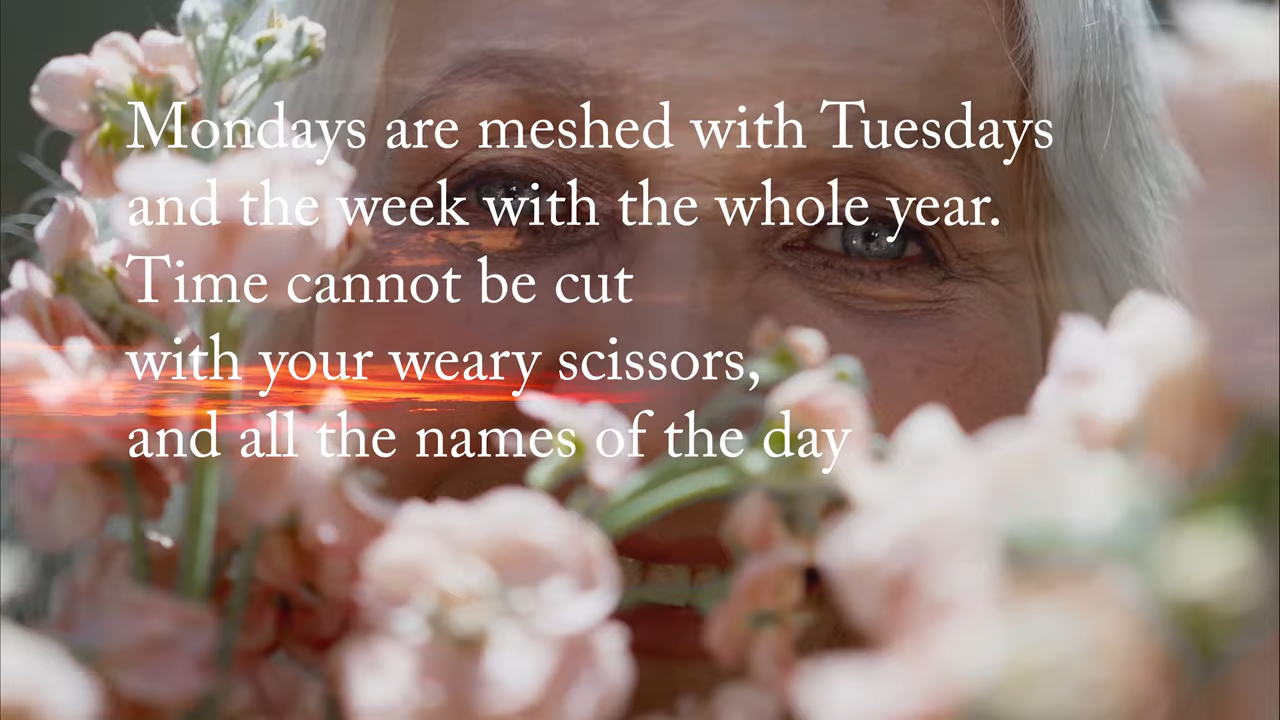 Mondays are meshed with Tuesdays
and the week with the whole year.
Time cannot be cut
with your weary scissors,
and all the names of the day